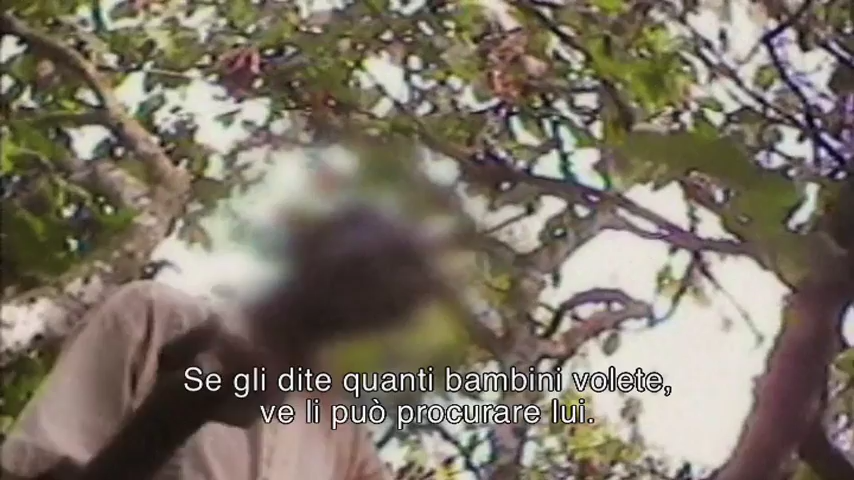 Se gli dite quanti bambini volete,
ve li può procurare lui.